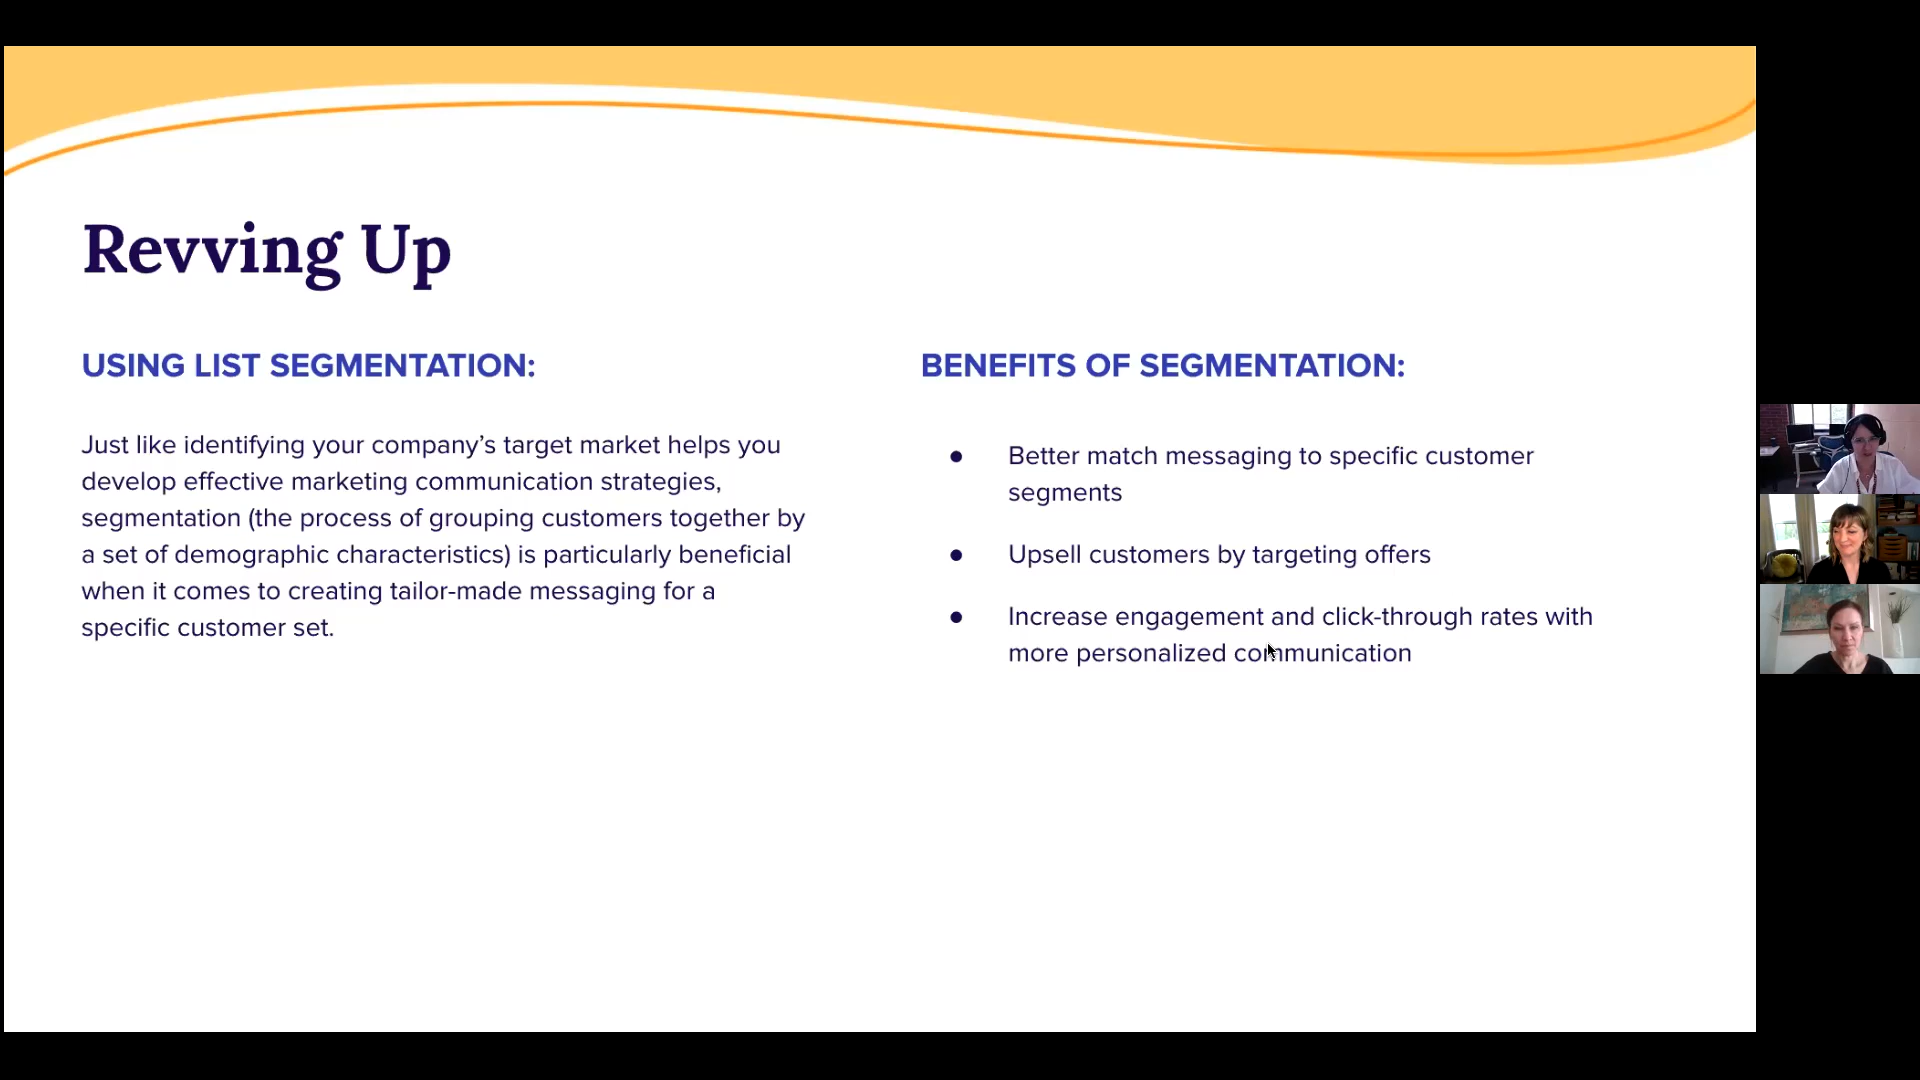 Revving Up
USING LIST SEGMENTATION:
Just like identifying your company’s target market helps you
develop effective marketing communication strategies,
segmentation (the process of grouping customers together by
a set of demographic characteristics) is particularly beneficial
when it comes to creating tailor-made messaging for a
specific customer set.
BENEFITS OF SEGMENTATION:
● Better match messaging to specific customer
segments
● Upsell customers by targeting offers
● Increase engagement and click-through rates with
more personalized communication